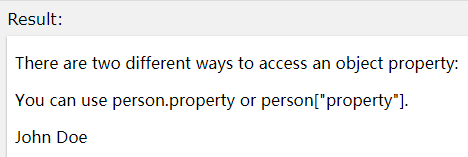 Result:
There are two different ways to access an object property:
You can use person.property or person["property"].
John Doe